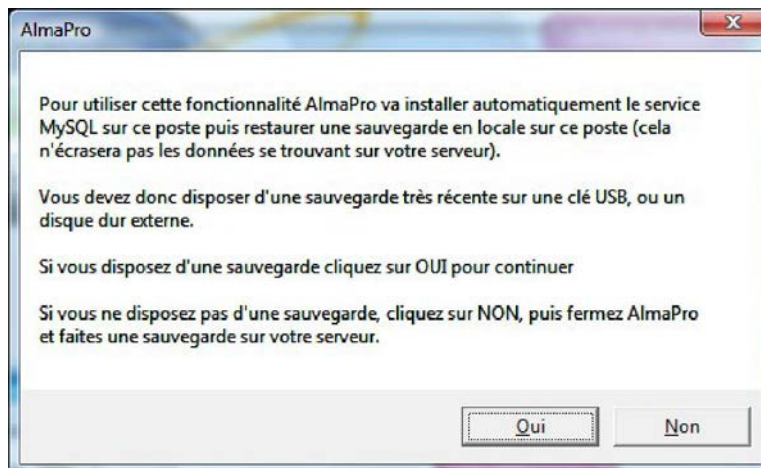 AlmaPro
Pour utiliser cette fonctionnalité AlmaPro va installer automatiquement le service
MySQL sur ce poste puis restaurer une sauvegarde en locale sur ce poste (cela
n'écrasera pas les données se trouvant sur votre serveur).
Vous devez donc disposer d'une sauvegarde très récente sur une clé USB, ou un
disque dur externe.
Si vous disposez d'une sauvegarde cliquez sur OUI pour continuer
Si vous ne disposez pas d'une sauvegarde, cliquez sur NON, puis fermez AlmaPro
et faites une sauvegarde sur votre serveur.
Oui
Non